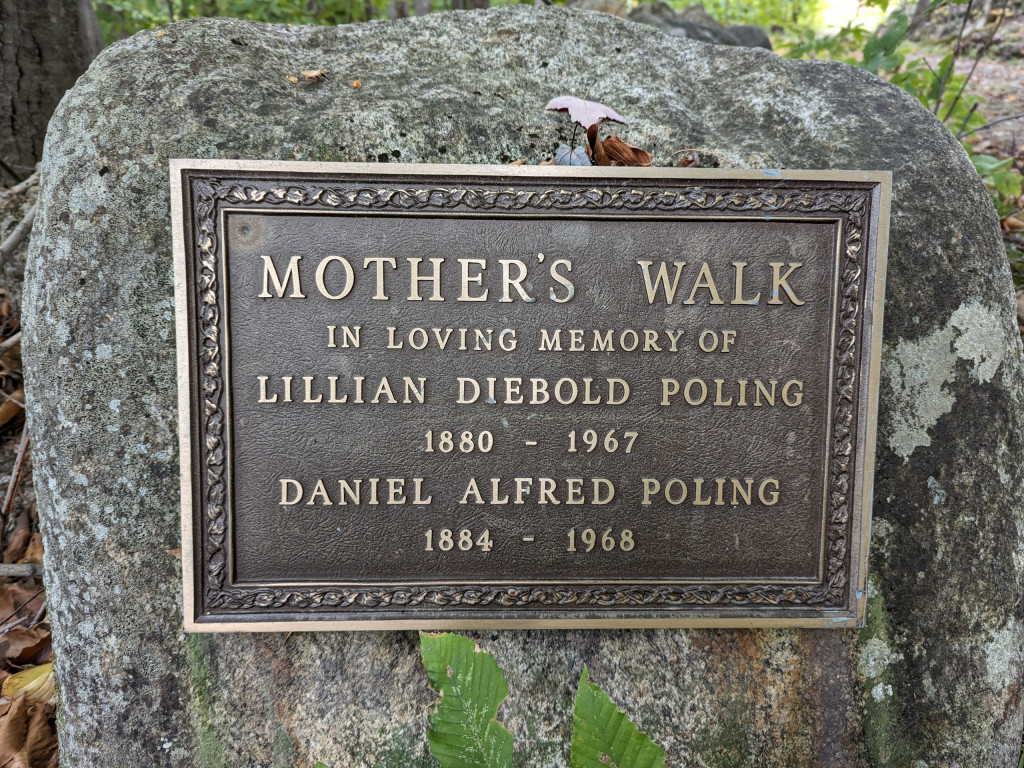 MOTHER'S WALK
IN LOVING MEMORY OF
LILLIAN DIEBOLD POLING
1880 - 1967
DANIEL ALFRED POLING
1884 - 1968